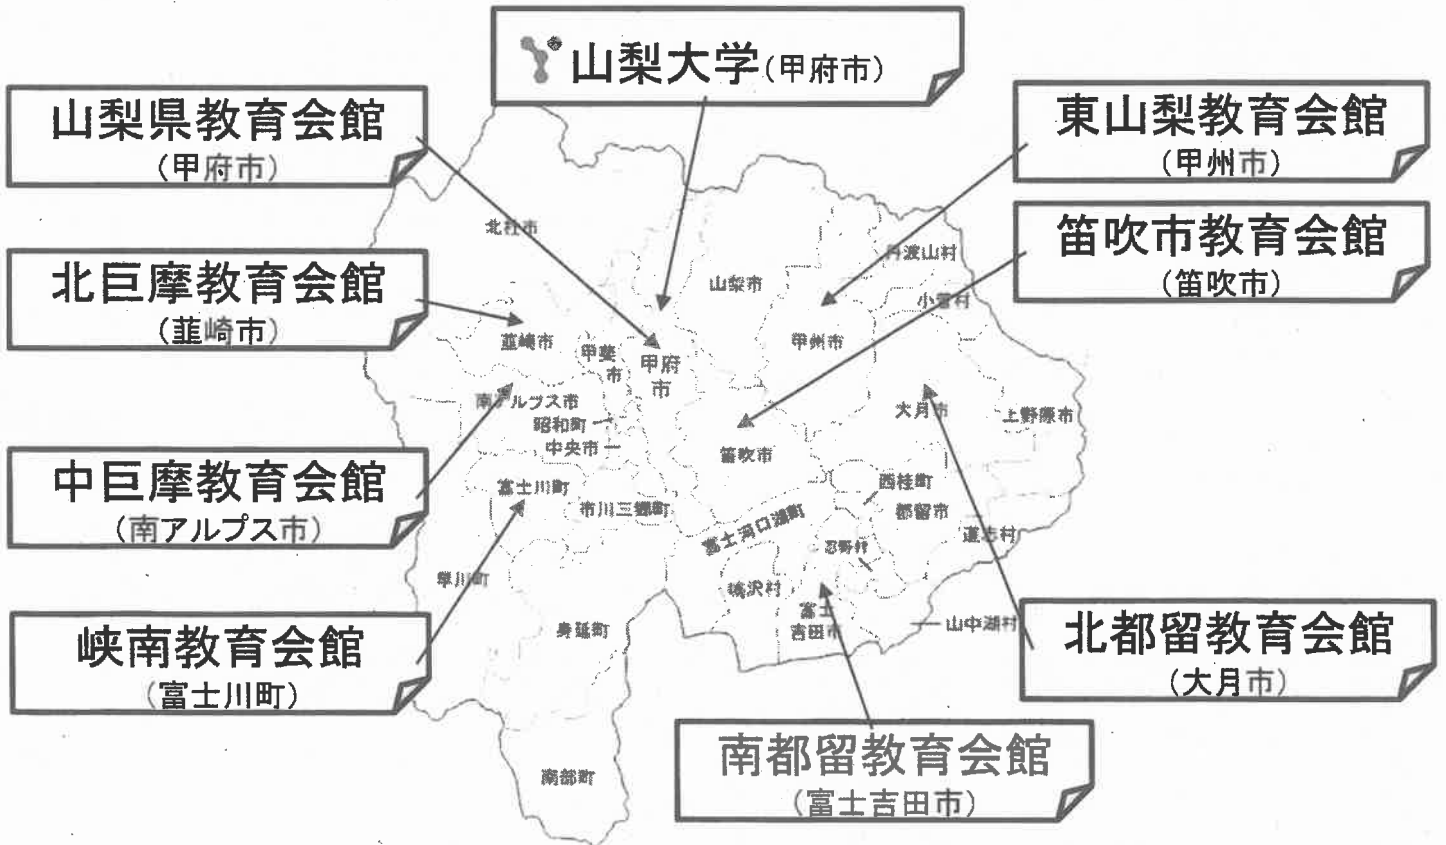 山梨大学(甲府市)
山梨県教育会館
(甲府市)
東山梨教育会館
(甲州市)
北巨摩教育会館
(韮崎市)
笛吹市教育会館
(笛吹市)
中巨摩教育会館
(南アルプス市)
峡南教育会館
(富士川町)
北都留教育会館
(大月市)
南都留教育会館
(富士吉田市)
北杜市
丹波山村
山梨市
小菅村
韮崎市
甲斐
市
甲府
市
甲州市
南アルプス市
昭和町
中央市
大月市
上野原市
笛吹市
富士川町
市川三郷町
西桂町
都留市
富士河口湖町
忍野村
道志村
早川町
鳴沢村
富士
吉田市
山中湖村
身延町
南部町